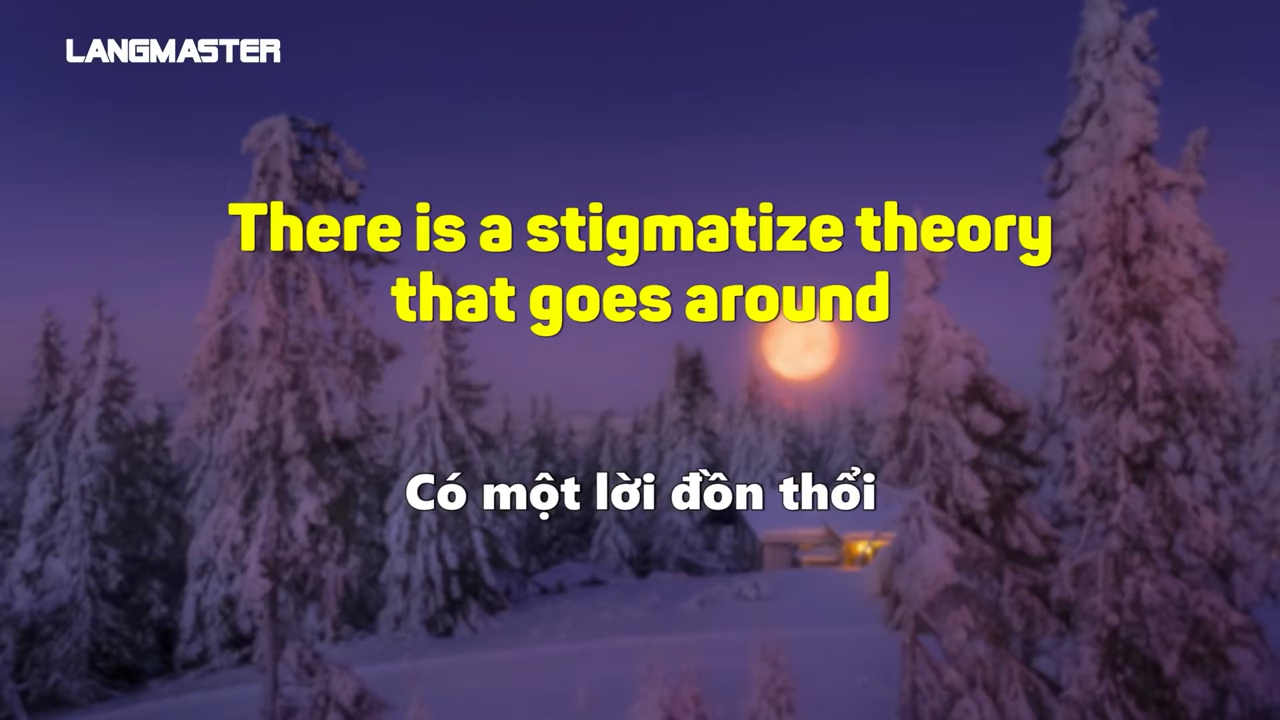 LANGMASTER
There is a stigmatize theory
that goes around
Có một lời đồn thổi